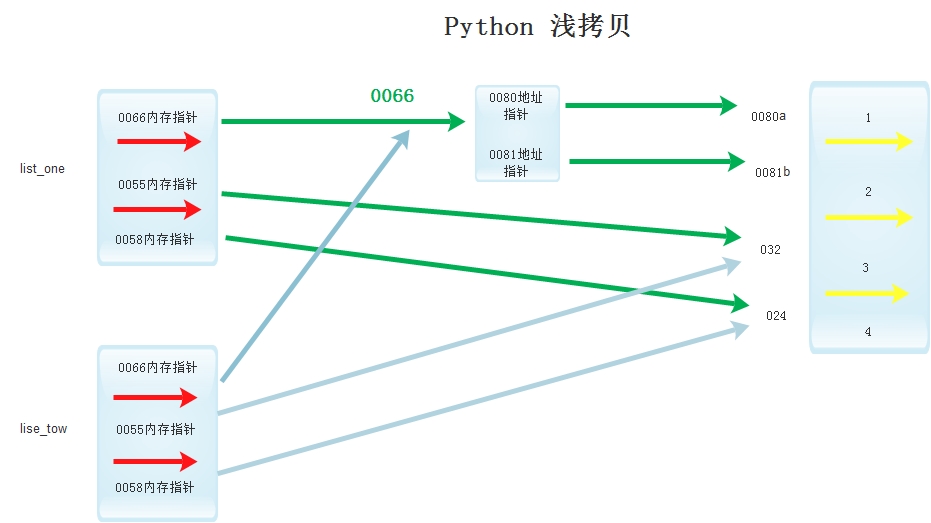 Python 浅拷贝
list_one
0066内存指针
0055内存指针
0058内存指针
0066
0080地址
指针
0081地址
指针
0080a
0081b
032
024
1
2
3
4
lise_tow
0066内存指针
0055内存指针
0058内存指针